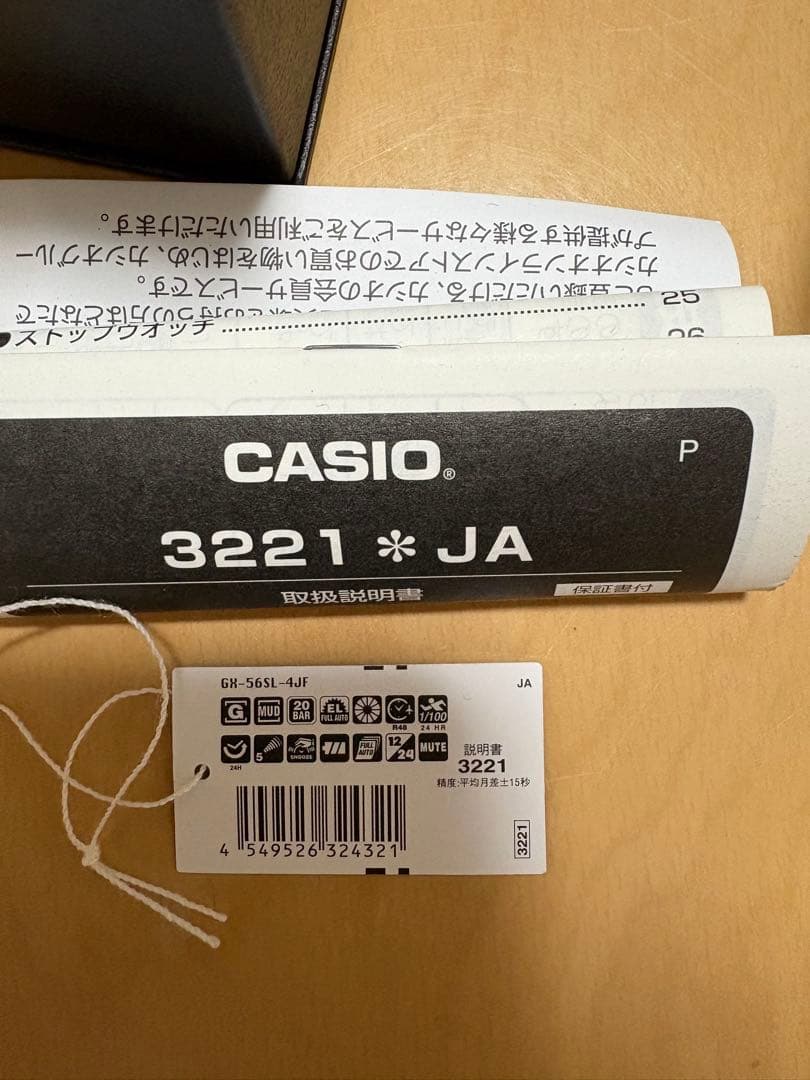 プが提供する様々なサービスをご利用いただけます。
カシオオンラインストアでのお買い物をはじめ、カシオグルー
いただける、カシオの会員サービスです。
●ストップウオッチ 25
26
CASIO®
P
3221＊JA
取扱説明書
保証書付
GX-56SL-4JF
JA
G
MUD
20 BAR
EL FULL AUTO
R48
1/100
24 HR
24H
5
SNOOZE
FULL AUTO
12/24
MUTE
説明書
3221
精度:平均月差±15秒
4 549526 324321
3221